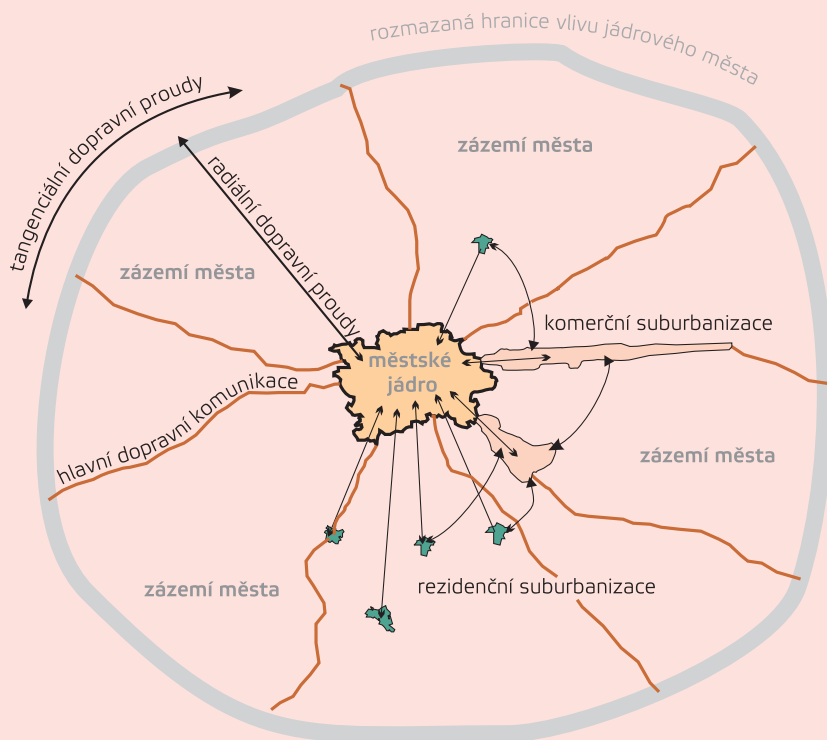 rozmazaná hranice vlivu jádrového města
tangenciální dopravní proudy
radiální dopravní proudy
zázemí města
zázemí města
komerční suburbanizace
městské
jádro
hlavní dopravní komunikace
zázemí města
zázemí města
rezidenční suburbanizace